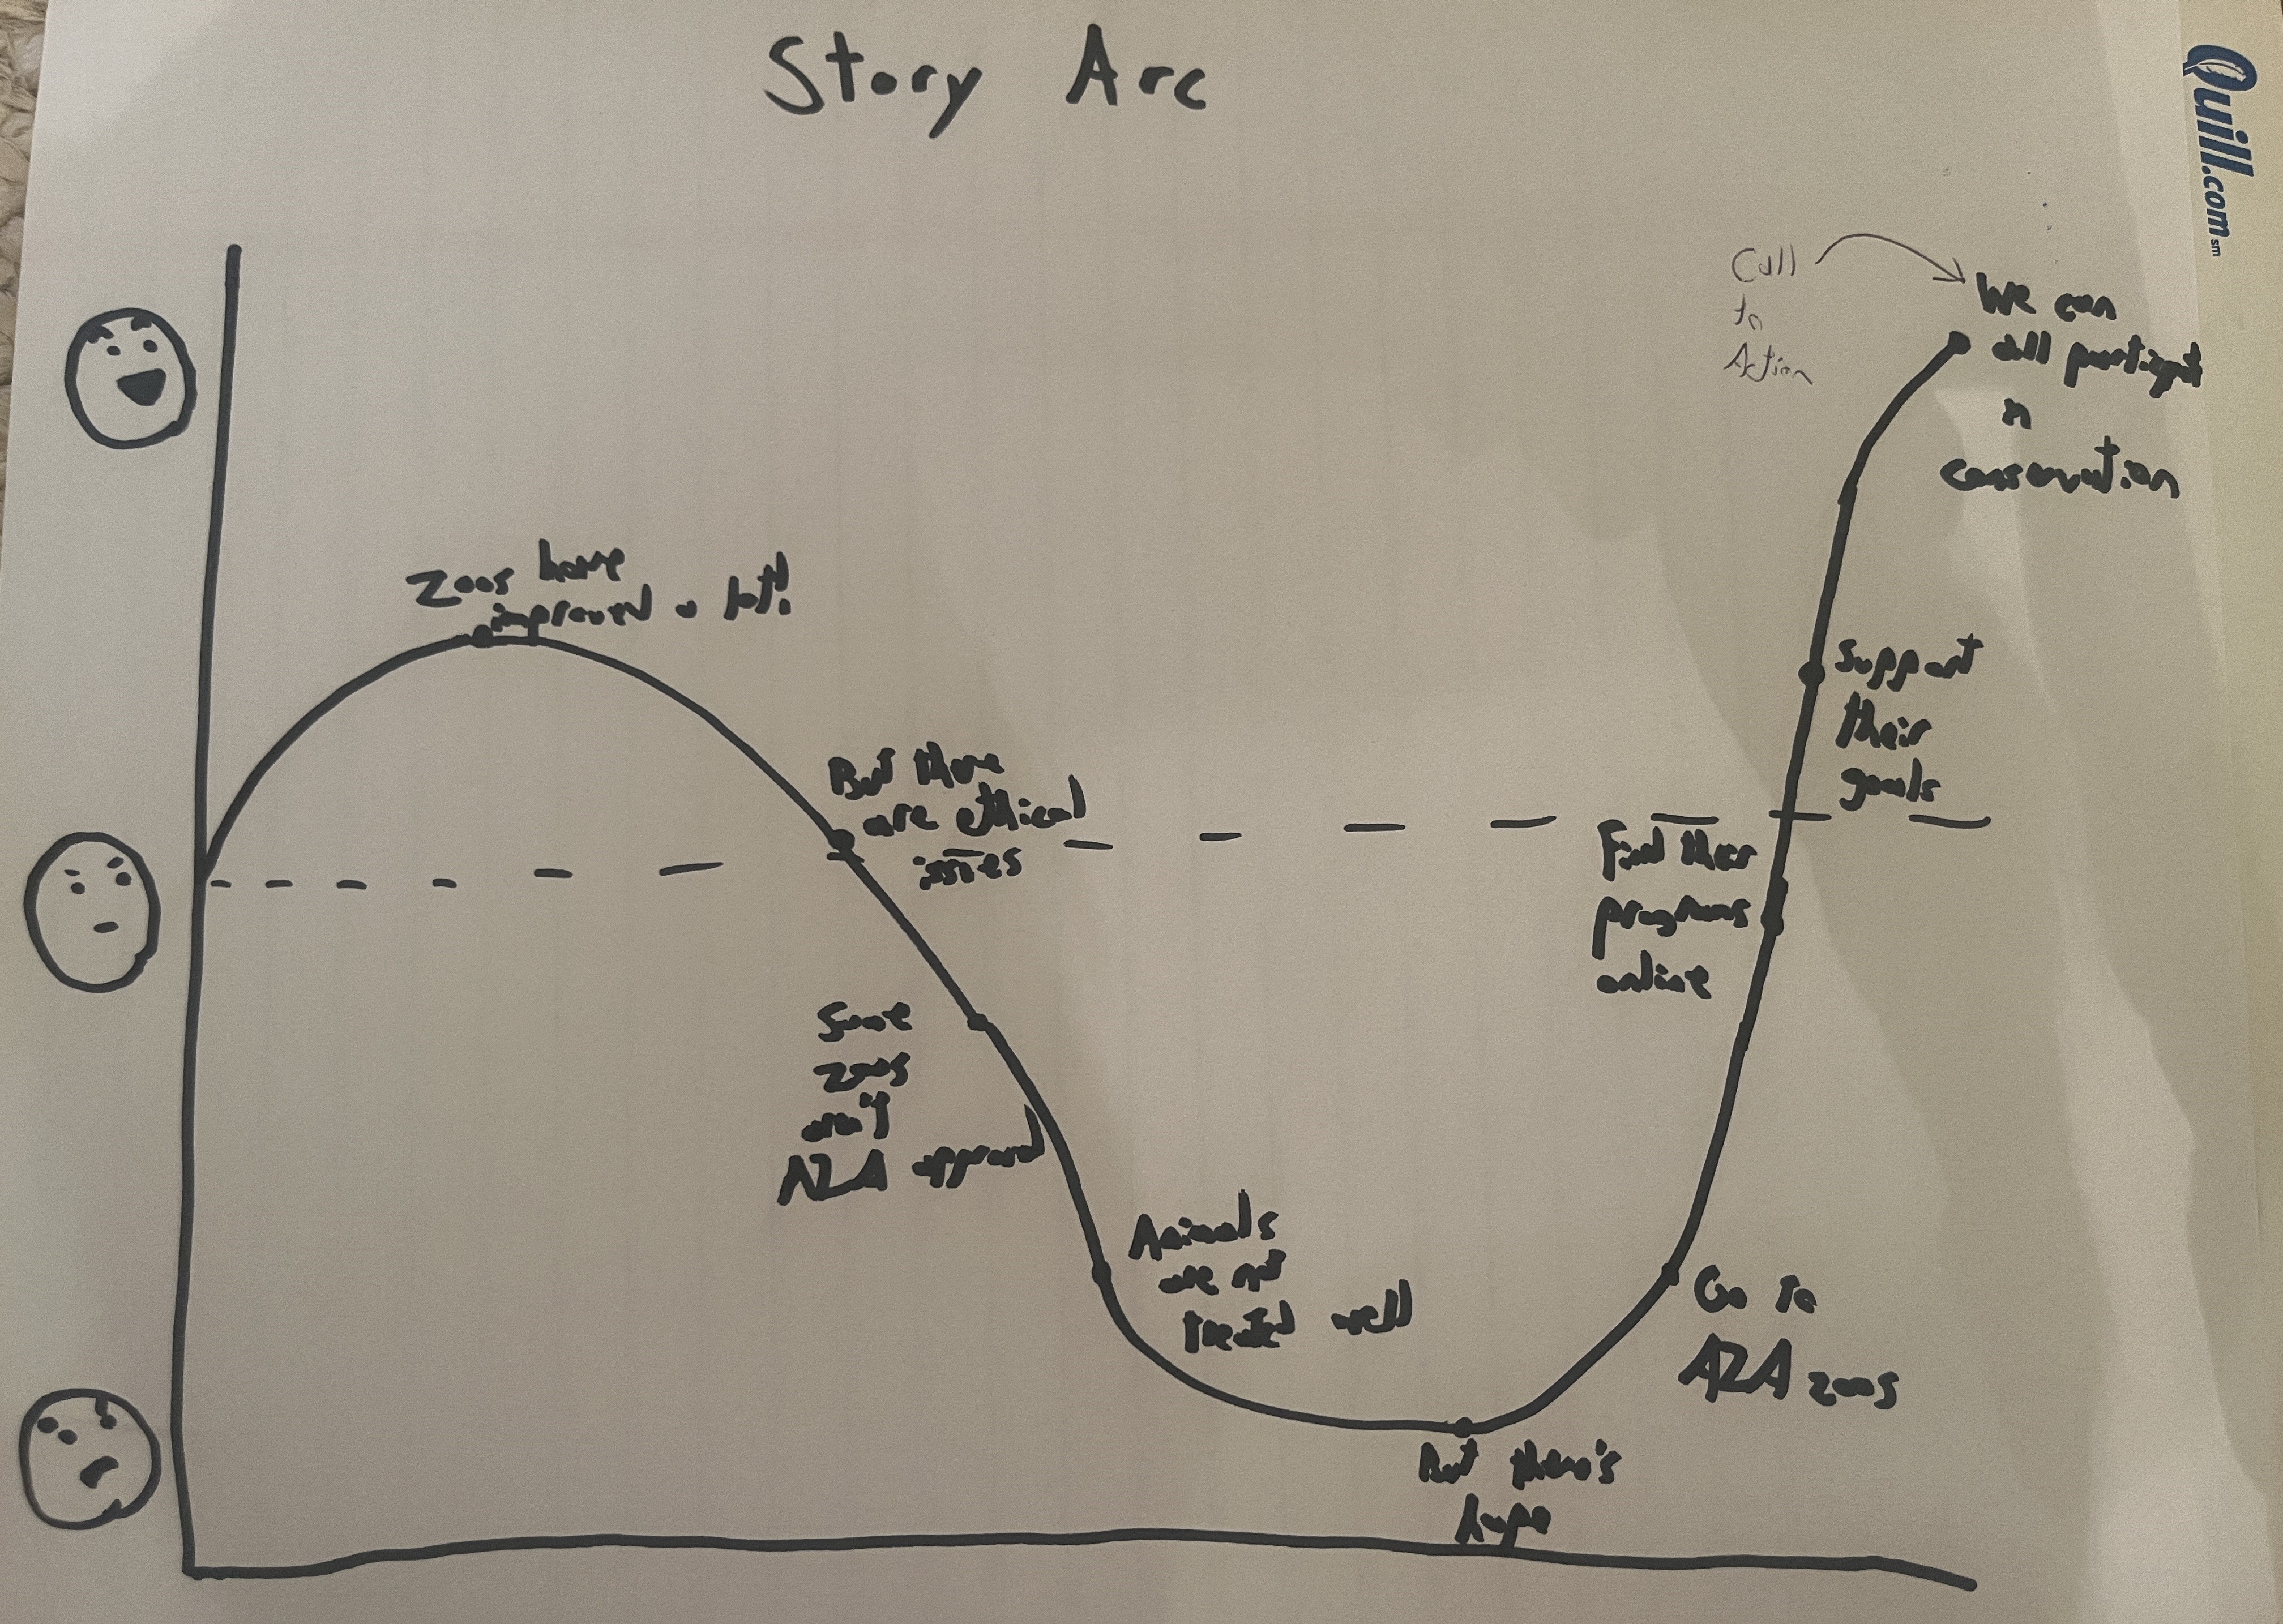 Story Arc
Quill.com sm
Call
to
Action
We can
all participate
in
conservation
Zoos have
improved a lot!
But there
are ethical
issues
Support
their
goals
Find their
programs
online
Some
zoos
aren't
AZA approved
Animals
are not
treated well
Go to
AZA zoos
But there's
hope